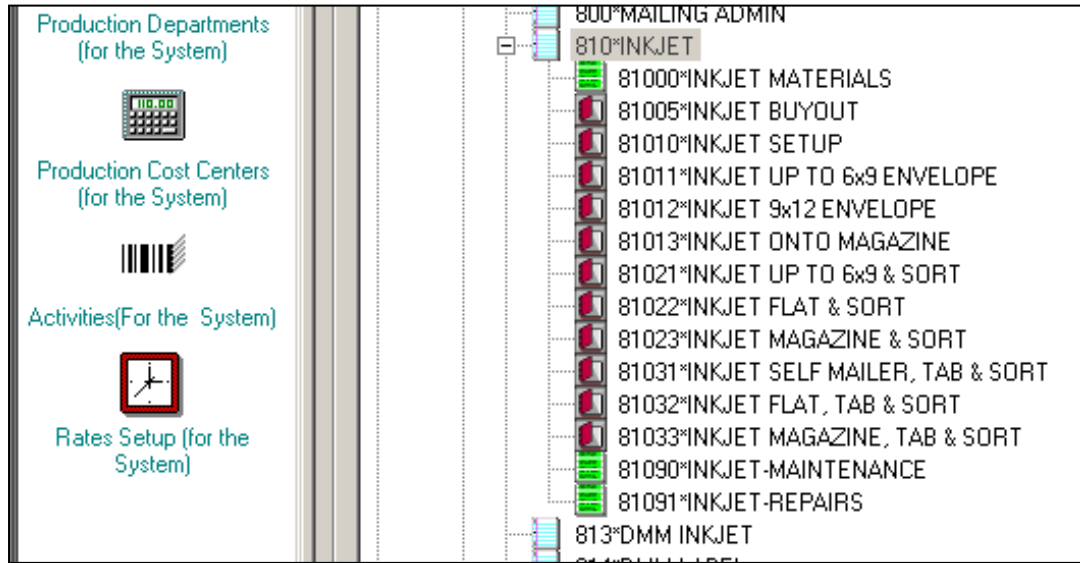 Production Departments
(for the System)
110.00
Production Cost Centers
(for the System)
Activities(For the System)
Rates Setup (for the
System)
800*MAILING ADMIN
810*INKJET
81000*INKJET MATERIALS
81005*INKJET BUYOUT
81010*INKJET SETUP
81011*INKJET UP TO 6x9 ENVELOPE
81012*INKJET 9x12 ENVELOPE
81013*INKJET ONTO MAGAZINE
81021*INKJET UP TO 6x9 & SORT
81022*INKJET FLAT & SORT
81023*INKJET MAGAZINE & SORT
81031*INKJET SELF MAILER, TAB & SORT
81032*INKJET FLAT, TAB & SORT
81033*INKJET MAGAZINE, TAB & SORT
81090*INKJET-MAINTENANCE
81091*INKJET-REPAIRS
813*DMM INKJET